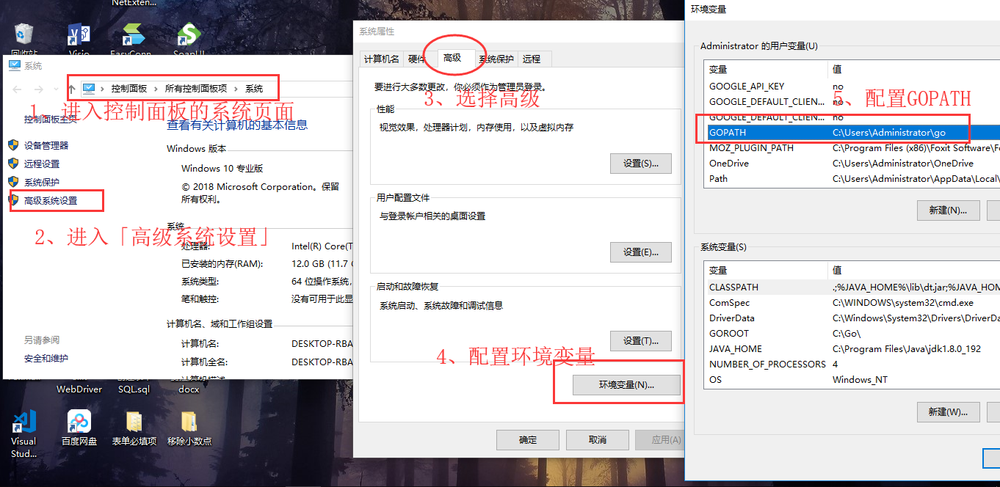 NetExten...
回收站
Visio
EasyConn
SoapUI
系统
控制面板 › 所有控制面板项 › 系统
1、进入控制面板的系统页面
控制面板主页
设备管理器
远程设置
系统保护
高级系统设置
2、进入「高级系统设置」
另请参阅
安全和维护
查看有关计算机的基本信息
Windows 版本
Windows 10 专业版
© 2018 Microsoft Corporation。保留
所有权利。
系统
处理器:
Intel(R) Core(T
已安装的内存(RAM):
12.0 GB (11.7
系统类型:
64 位操作系统,
笔和触控:
没有可用于此显
计算机名、域和工作组设置
计算机名:
DESKTOP-RBA
计算机全名:
DESKTOP-RBA
计算机描述
WebDriver
SQL.sql
docx
Visual
Stud...
百度网盘
表单必填项
移除小数点
系统属性
计算机名
硬件
高级
系统保护
远程
要进行大多数更改，你必须作为管理员登录。
3、选择高级
性能
视觉效果，处理器计划，内存使用，以及虚拟内存
设置(S)...
用户配置文件
与登录帐户相关的桌面设置
设置(E)...
启动和故障恢复
系统启动、系统故障和调试信息
设置(T)...
4、配置环境变量
环境变量(N)...
确定
取消
应用(A)
环境变量
Administrator 的用户变量(U)
变量
值
GOOGLE_API_KEY
no
GOOGLE_DEFAULT_CLIEN...
no
5、配置GOPATH
GOOGLE_DEFAULT_CLIEN...
no
GOPATH
C:\Users\Administrator\go
MOZ_PLUGIN_PATH
C:\Program Files (x86)\Foxit Software\Fo
OneDrive
C:\Users\Administrator\OneDrive
Path
C:\Users\Administrator\AppData\Local\
新建(N)...
系统变量(S)
变量
值
CLASSPATH
.;%JAVA_HOME%\lib\dt.jar;%JAVA_HOM
ComSpec
C:\WINDOWS\system32\cmd.exe
DriverData
C:\Windows\System32\Drivers\DriverDa
GOROOT
C:\Go\
JAVA_HOME
C:\Program Files\Java\jdk1.8.0_192
NUMBER_OF_PROCESSORS
4
OS
Windows_NT
新建(W)...